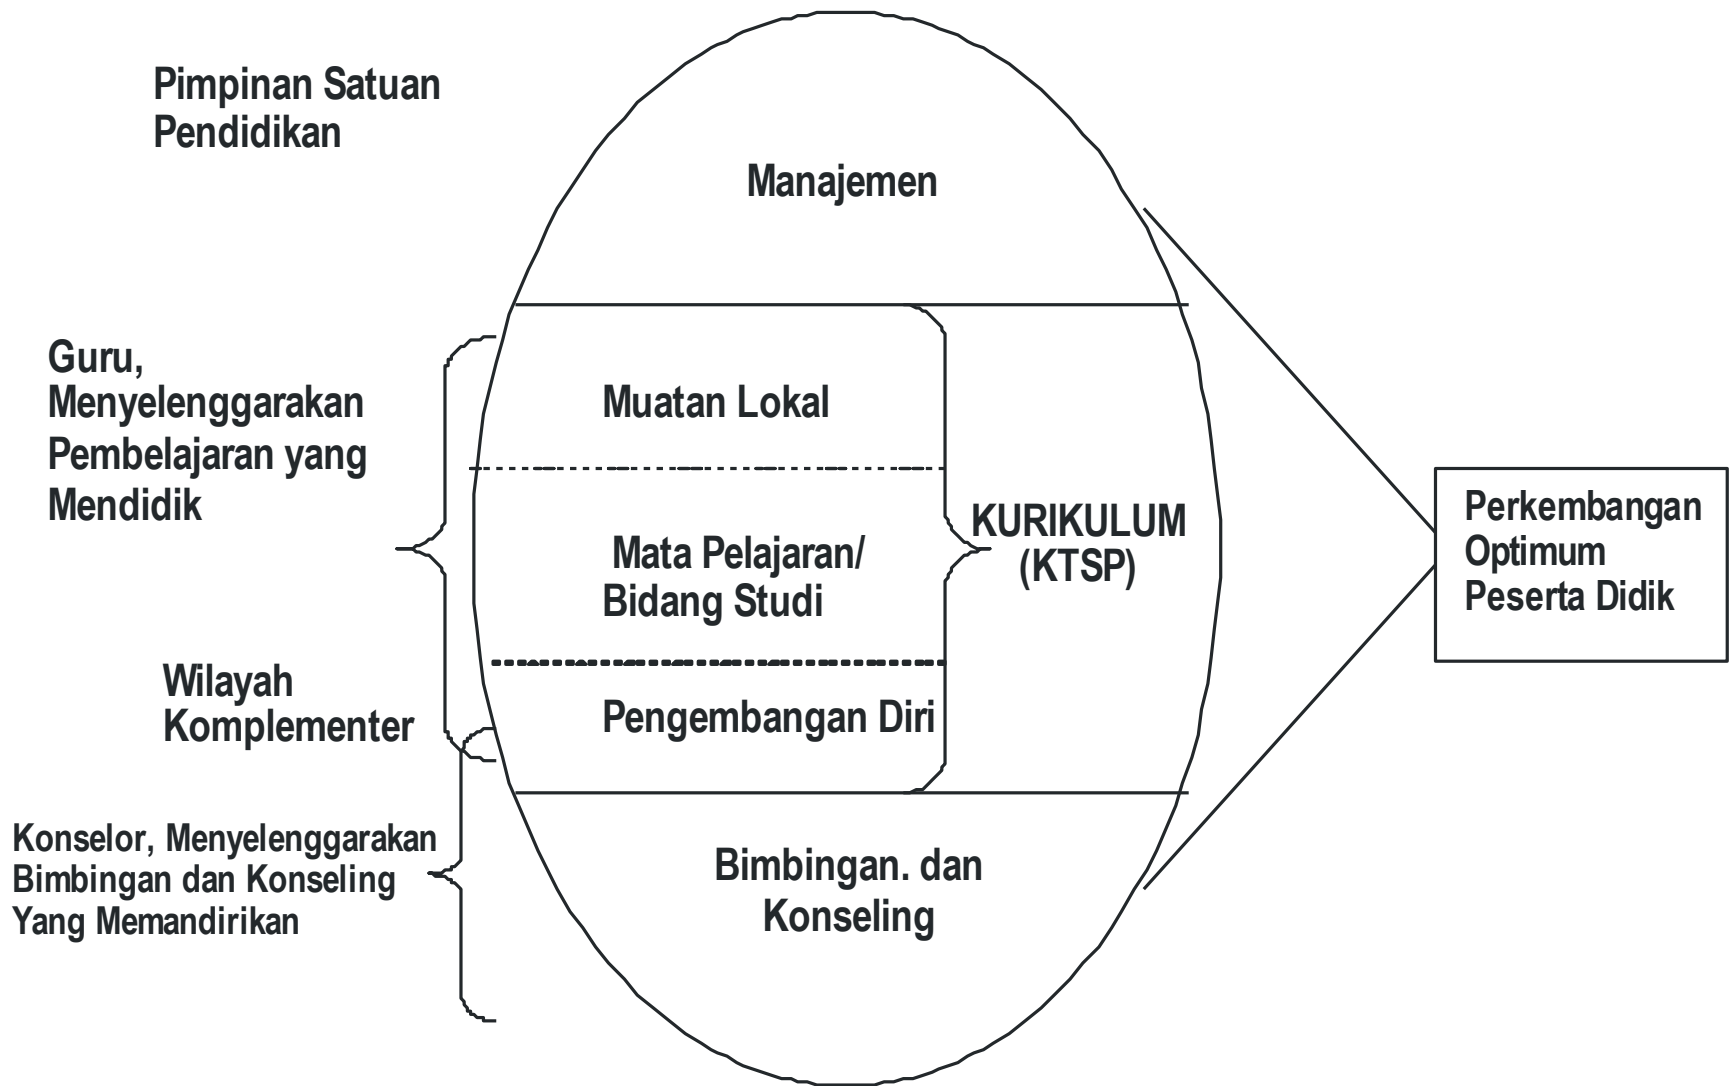 Pimpinan Satuan
Pendidikan
Manajemen
Guru,
Menyelenggarakan
Pembelajaran yang
Mendidik
Muatan Lokal
Mata Pelajaran/
Bidang Studi
KURIKULUM
(KTSP)
Perkembangan
Optimum
Peserta Didik
Wilayah
Komplementer
Pengembangan Diri
Konselor, Menyelenggarakan
Bimbingan dan Konseling
Yang Memandirikan
Bimbingan. dan
Konseling